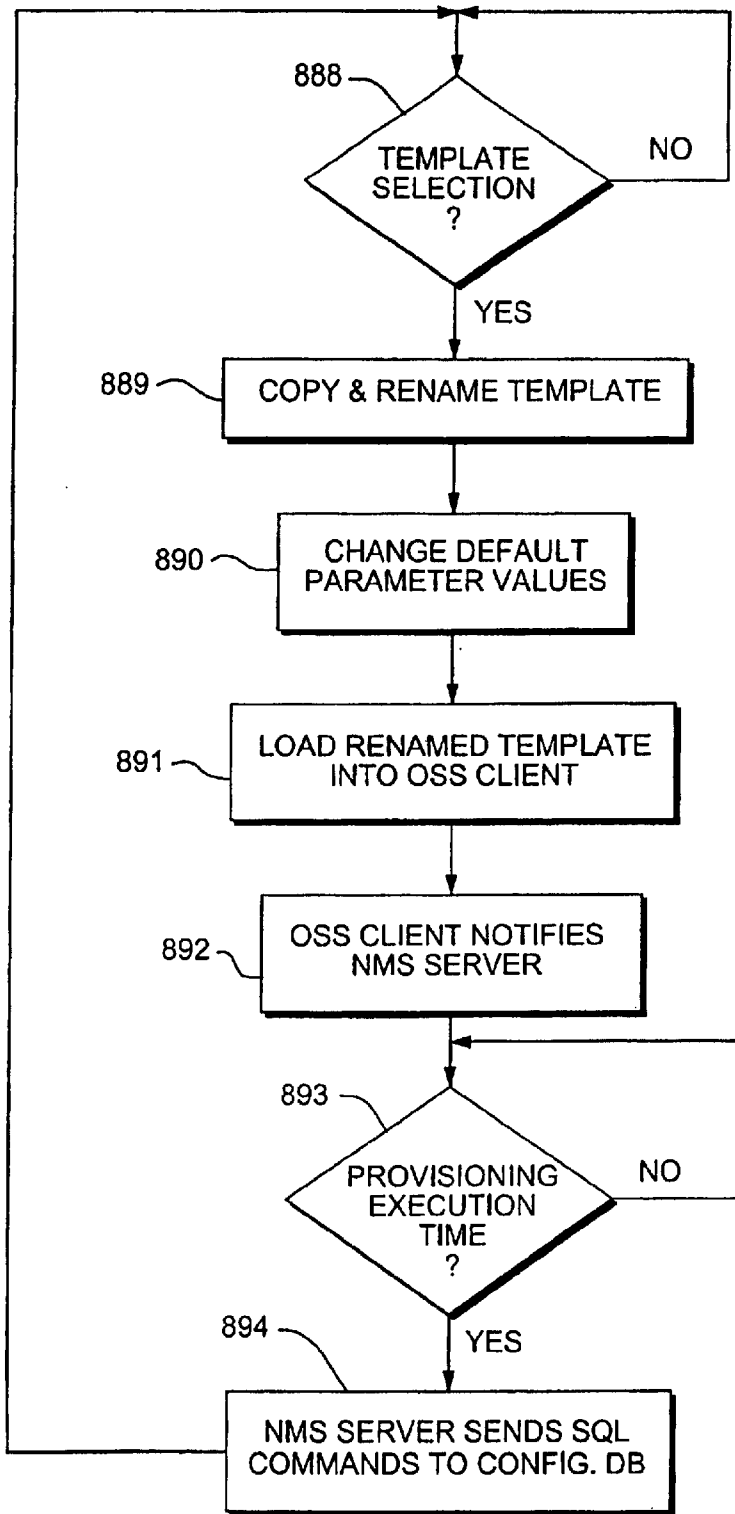 888
TEMPLATE
SELECTION
?
NO
YES
889
COPY & RENAME TEMPLATE
890
CHANGE DEFAULT
PARAMETER VALUES
891
LOAD RENAMED TEMPLATE
INTO OSS CLIENT
892
OSS CLIENT NOTIFIES
NMS SERVER
893
PROVISIONING
EXECUTION
TIME
?
NO
YES
894
NMS SERVER SENDS SQL
COMMANDS TO CONFIG. DB